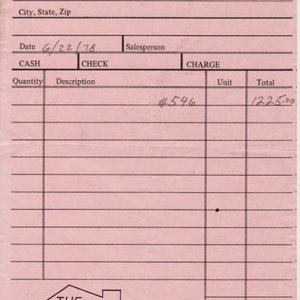 City, State, Zip
Date 6/22/78 Salesperson
CASH CHECK CHARGE
Quantity Description Unit Total
#546 1225.00
THE